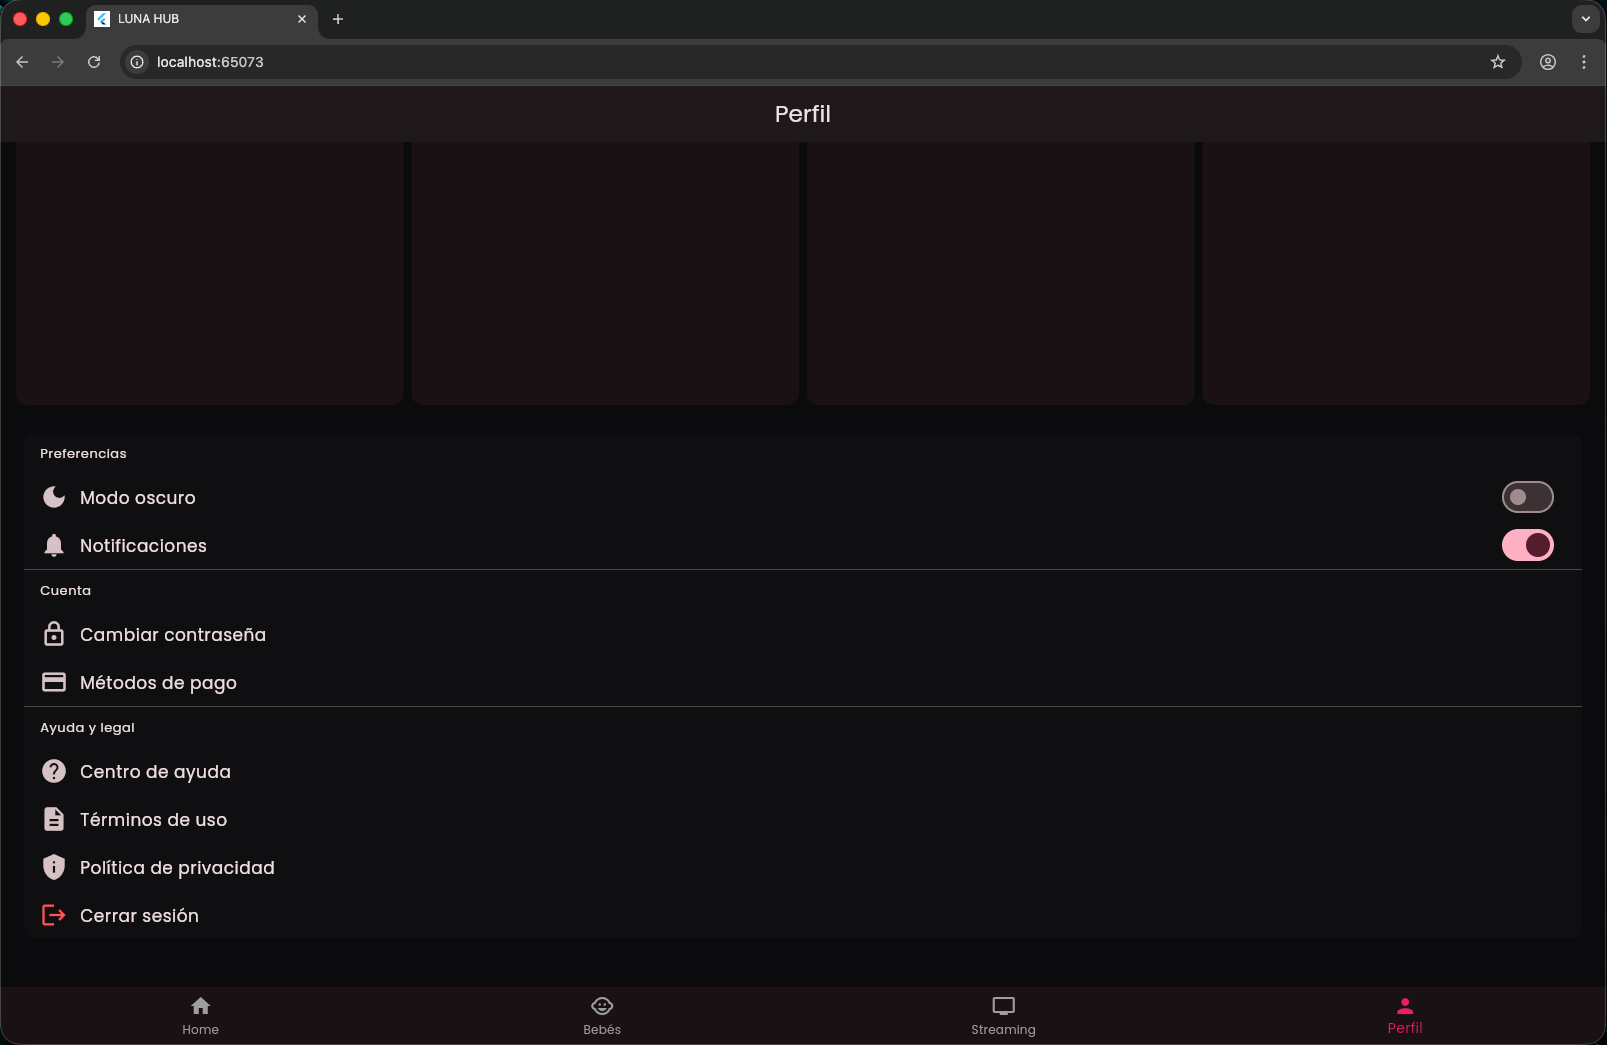 LUNA HUB
localhost:65073
Perfil
Preferencias
Modo oscuro
Notificaciones
Cuenta
Cambiar contraseña
Métodos de pago
Ayuda y legal
Centro de ayuda
Términos de uso
Política de privacidad
Cerrar sesión
Home
Bebés
Streaming
Perfil